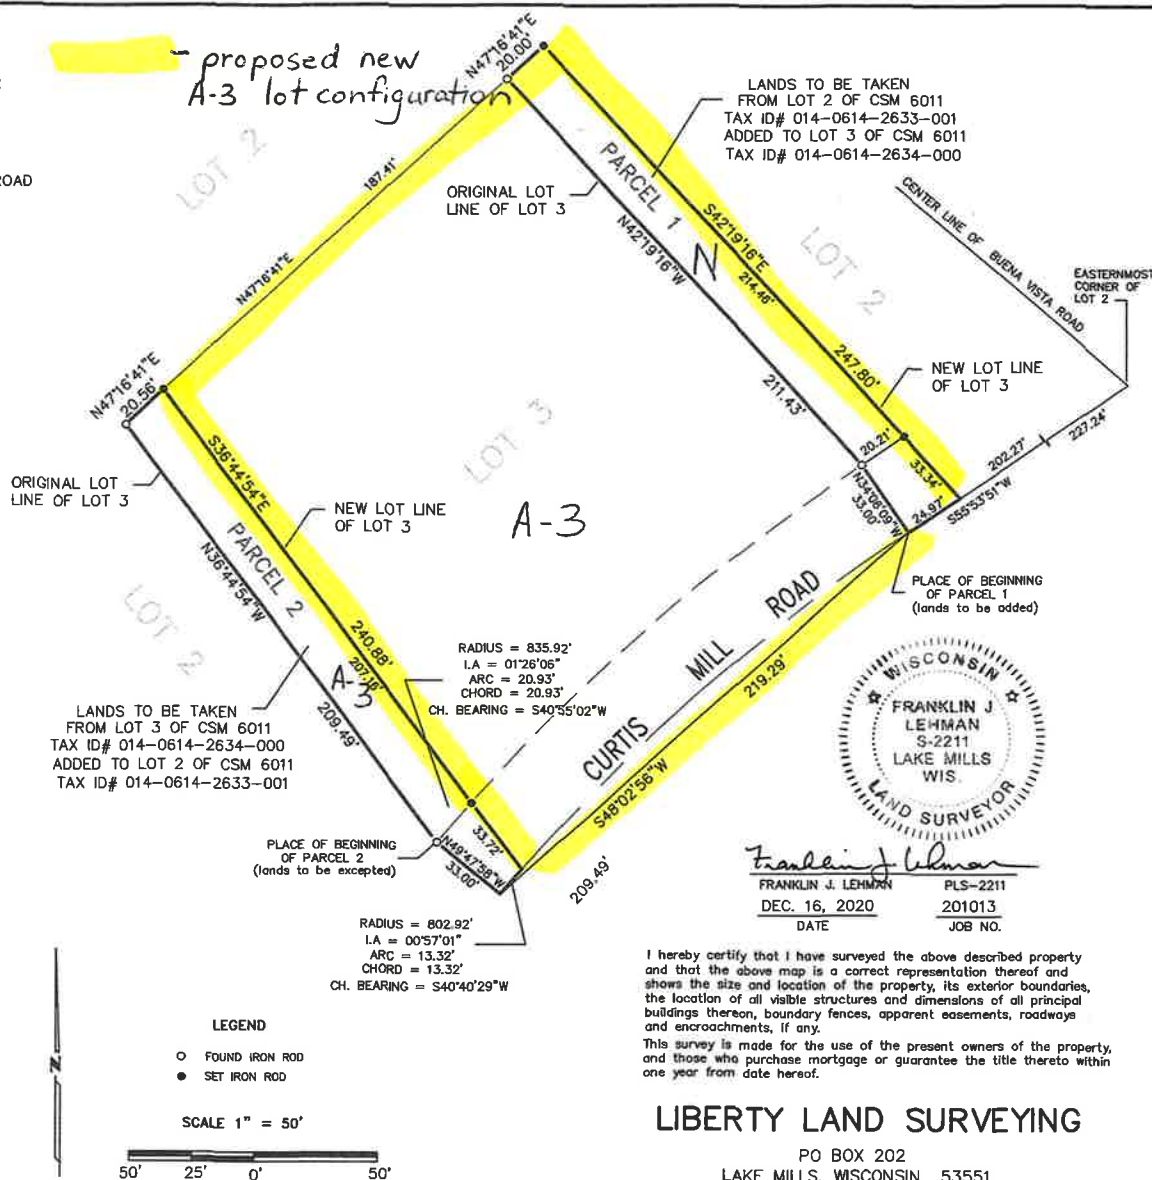 - proposed new
A-3 lot configuration
ROAD
N47°16'41"E
20.00'
LANDS TO BE TAKEN
FROM LOT 2 OF CSM 6011
TAX ID# 014-0614-2633-001
ADDED TO LOT 3 OF CSM 6011
TAX ID# 014-0614-2634-000
LOT 2
187.41'
N47°16'41"E
ORIGINAL LOT
LINE OF LOT 3
PARCEL 1
N
N42°19'16"W
211.43'
S42°19'16"E
214.46'
247.80'
LOT 2
CENTER LINE OF BUENA VISTA ROAD
EASTERNMOST
CORNER OF
LOT 2
NEW LOT LINE
OF LOT 3
20.21'
33.34'
N34°06'09"W
33.00'
24.97'
S55°53'51"W
202.27'
227.24'
N47°16'41"E
20.56'
ORIGINAL LOT
LINE OF LOT 3
S36°44'54"E
NEW LOT LINE
OF LOT 3
LOT 3
A-3
PARCEL 2
N36°44'54"W
LOT 2
240.88'
207.16'
A-3
209.49'
RADIUS = 835.92'
I.A = 01°26'06"
ARC = 20.93'
CHORD = 20.93'
CH. BEARING = S40°55'02"W
LANDS TO BE TAKEN
FROM LOT 3 OF CSM 6011
TAX ID# 014-0614-2634-000
ADDED TO LOT 2 OF CSM 6011
TAX ID# 014-0614-2633-001
CURTIS MILL ROAD
219.29'
S48°02'56"W
209.49'
PLACE OF BEGINNING
OF PARCEL 1
(lands to be added)
PLACE OF BEGINNING
OF PARCEL 2
(lands to be excepted)
33.72'
N49°47'58"W
33.00'
RADIUS = 802.92'
I.A = 00°57'01"
ARC = 13.32'
CHORD = 13.32'
CH. BEARING = S40°40'29"W
WISCONSIN
FRANKLIN J
LEHMAN
S-2211
LAKE MILLS
WIS.
LAND SURVEYOR
Franklin J. Lehman
FRANKLIN J. LEHMAN PLS-2211
DEC. 16, 2020 201013
DATE JOB NO.
I hereby certify that I have surveyed the above described property
and that the above map is a correct representation thereof and
shows the size and location of the property, its exterior boundaries,
the location of all visible structures and dimensions of all principal
buildings thereon, boundary fences, apparent easements, roadways
and encroachments, if any.
This survey is made for the use of the present owners of the property,
and those who purchase mortgage or guarantee the title thereto within
one year from date hereof.
LEGEND
FOUND IRON ROD
SET IRON ROD
SCALE 1" = 50'
50' 25' 0' 50'
N
LIBERTY LAND SURVEYING
PO BOX 202
LAKE MILLS, WISCONSIN 53551